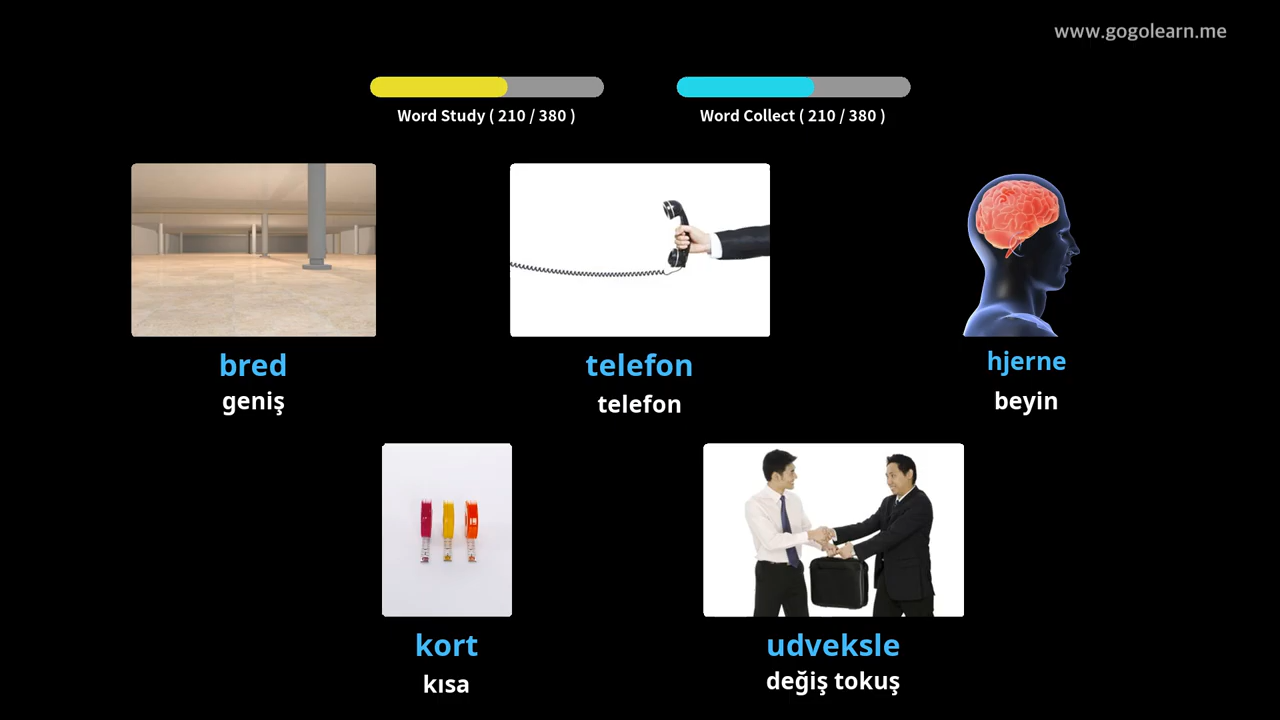 www.gogolearn.me
Word Study ( 210 / 380 )
Word Collect ( 210 / 380 )
bred
geniş
telefon
telefon
hjerne
beyin
kort
kısa
udveksle
değiş tokuş